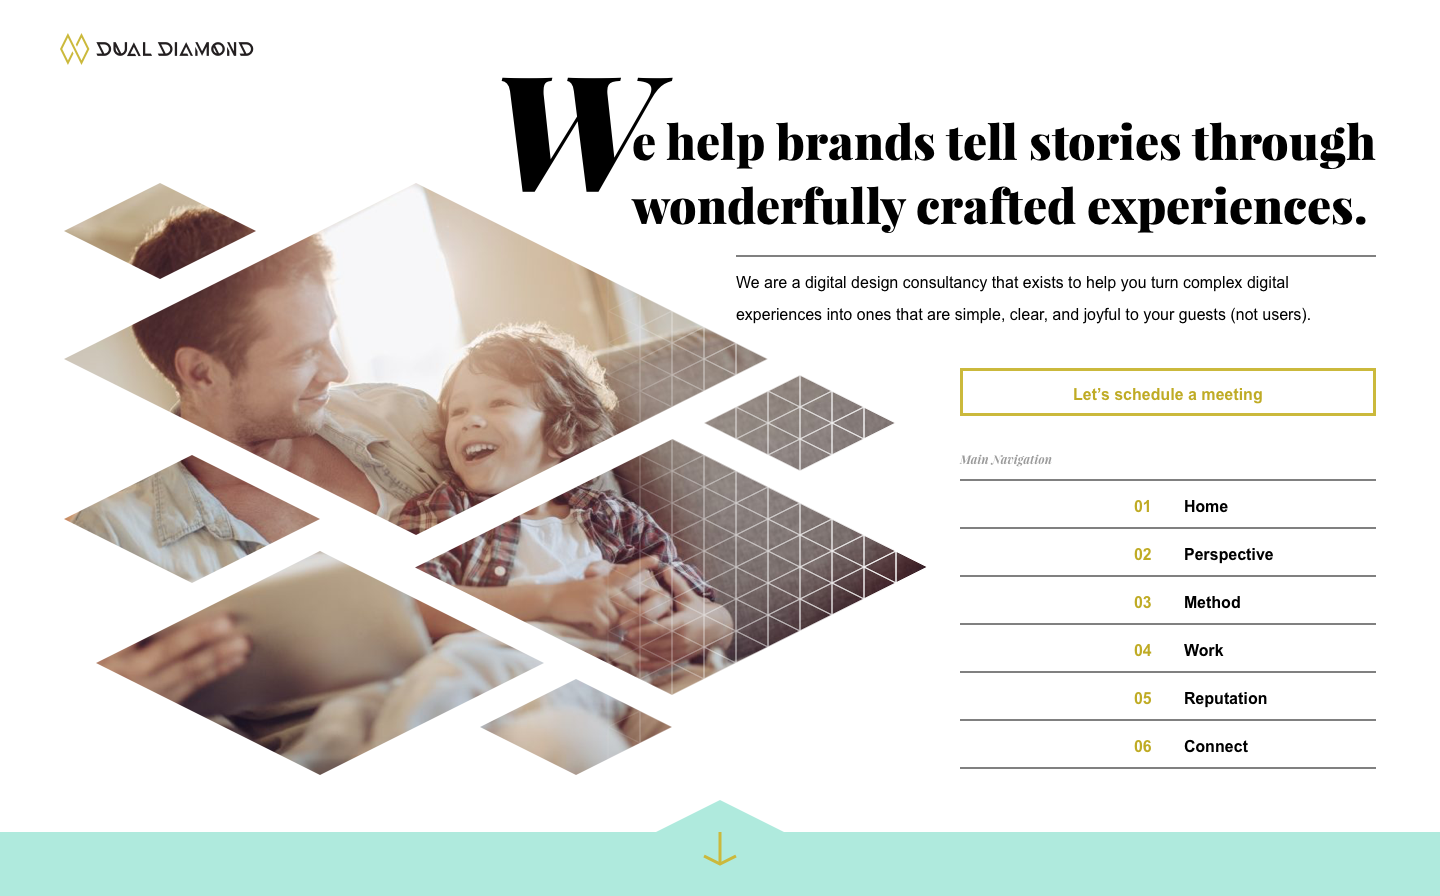 DUAL DIAMOND
We help brands tell stories through
wonderfully crafted experiences.
We are a digital design consultancy that exists to help you turn complex digital
experiences into ones that are simple, clear, and joyful to your guests (not users).
Let’s schedule a meeting
Main Navigation
01 Home
02 Perspective
03 Method
04 Work
05 Reputation
06 Connect